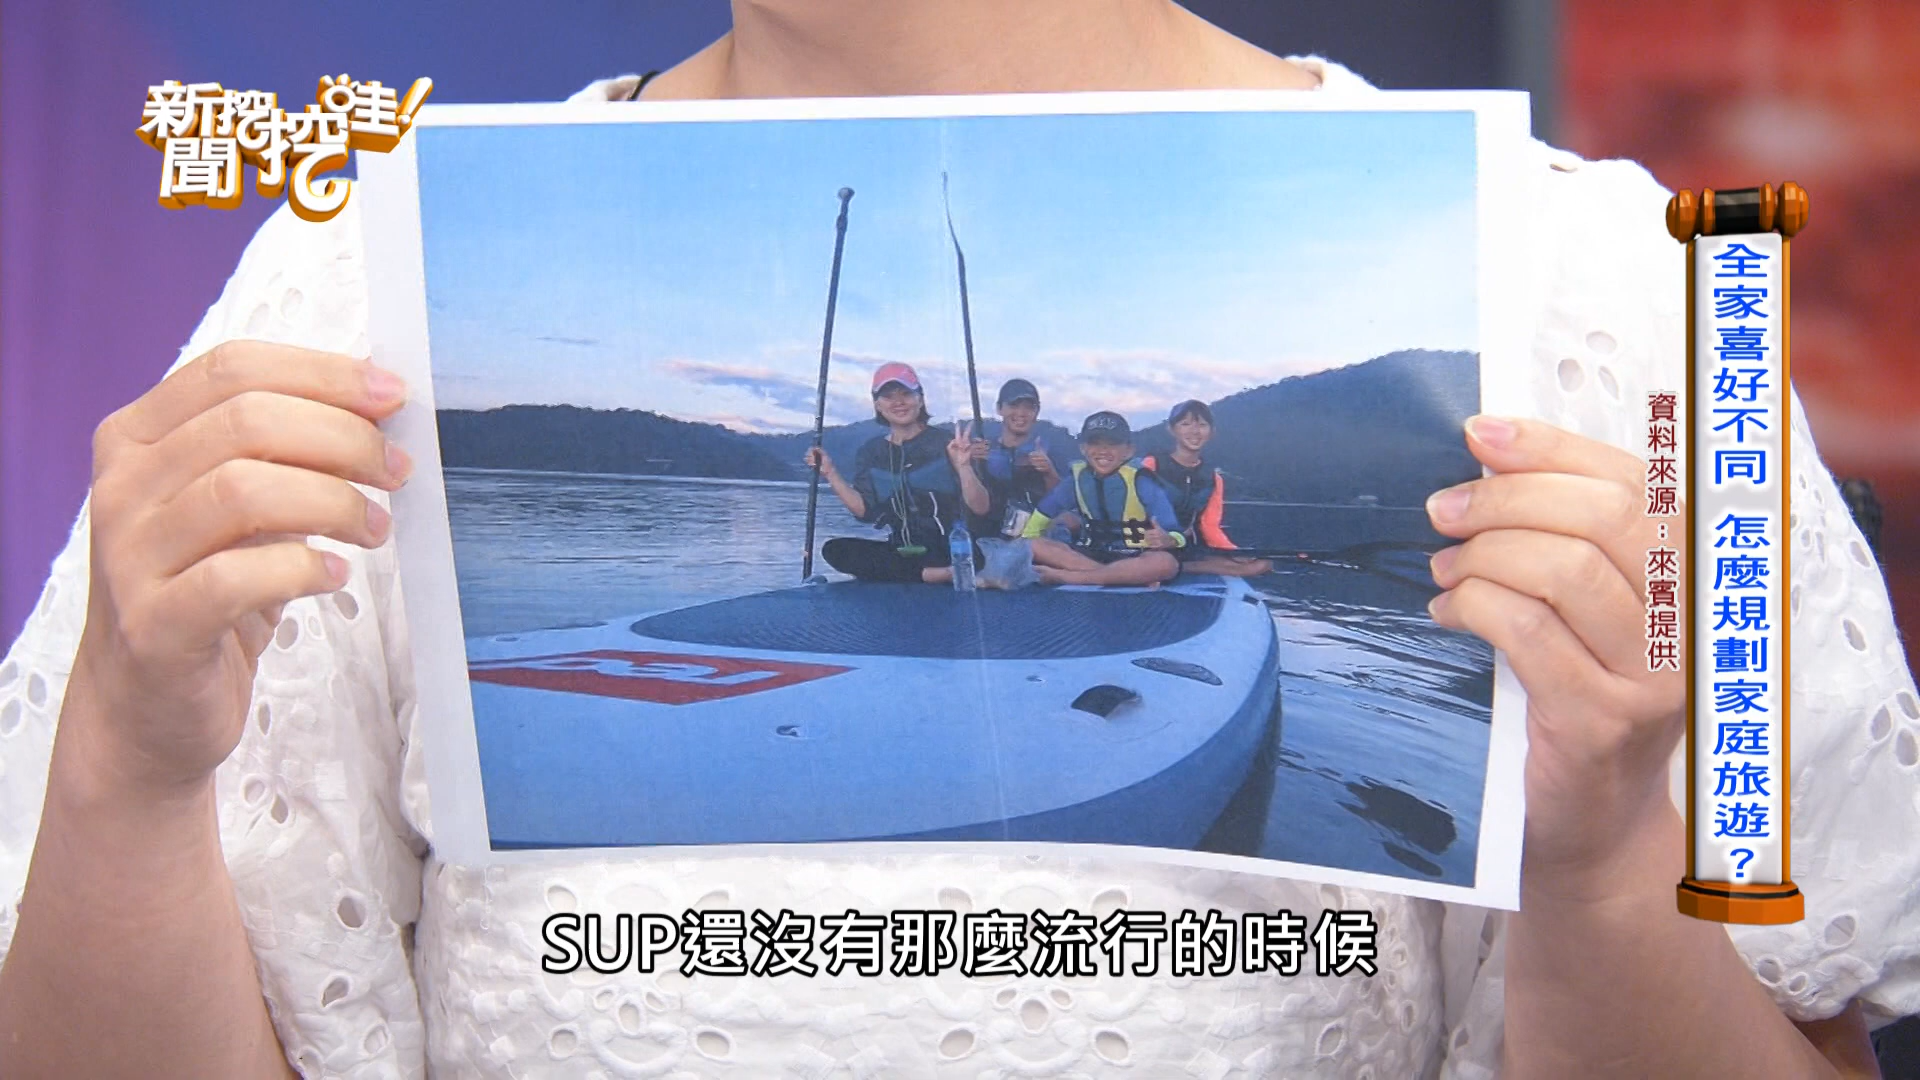 新聞挖挖哇!
全家喜好不同 怎麼規劃家庭旅遊?
資料來源:來賓提供
SUP還沒有那麼流行的時候